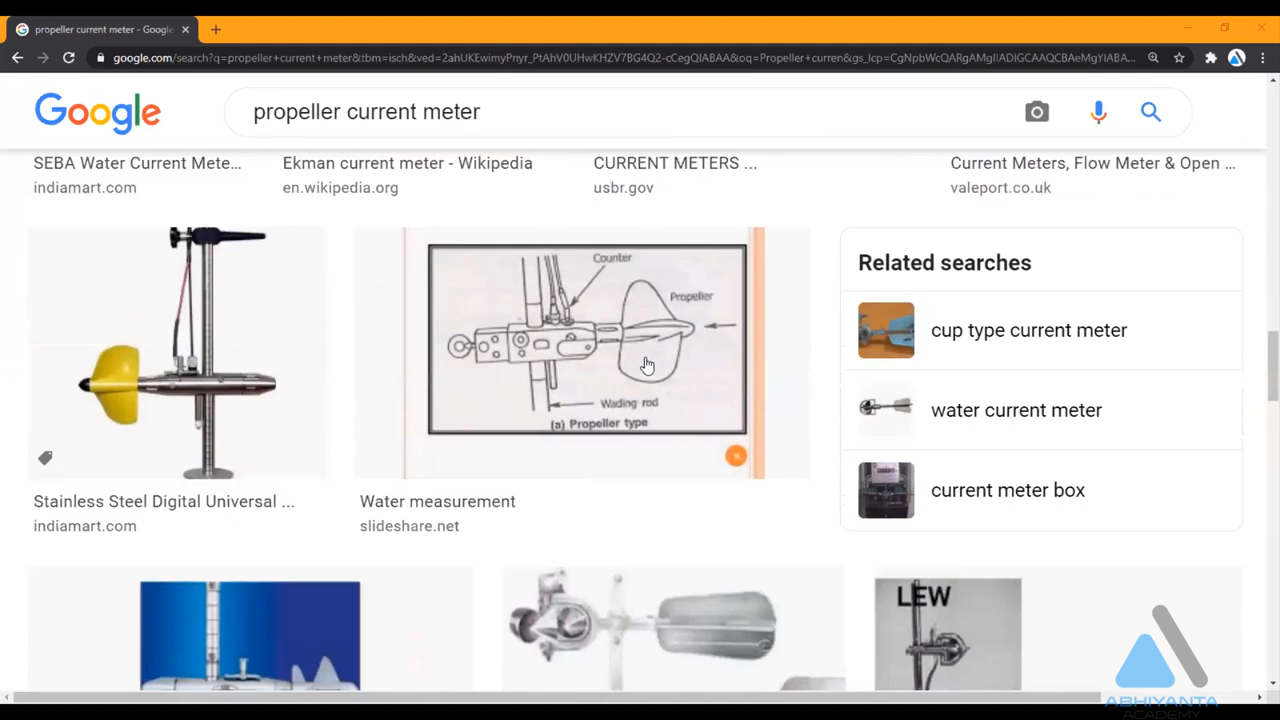 propeller current meter - Google
google.com/search?q=propeller+current+meter&tbm=isch&ved=2ahUKEwimyPnyr_PtAhV0UHwKHZV7BG4Q2-cCegQIABAA&oq=Propeller+curren&gs_lcp=CgNpbWcQARgAMgIIADIGCAAQCBAeMgYIABA...
Google
propeller current meter
SEBA Water Current Mete...
Ekman current meter - Wikipedia
CURRENT METERS ...
Current Meters, Flow Meter & Open ...
indiamart.com
en.wikipedia.org
usbr.gov
valeport.co.uk
Counter
Propeller
Wading rod
(a) Propeller type
Related searches
cup type current meter
water current meter
current meter box
Stainless Steel Digital Universal ...
indiamart.com
Water measurement
slideshare.net
LEW
ABHIYANTA
ACADEMY